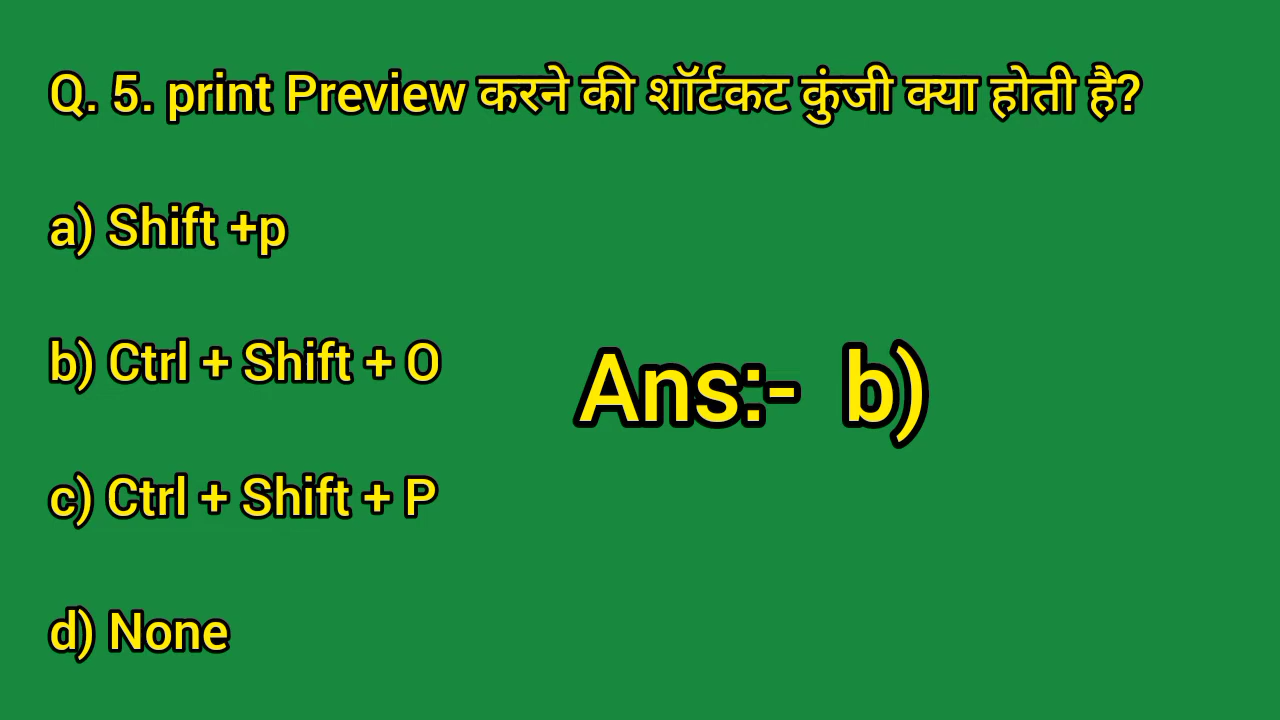 Q. 5. print Preview करने की शॉर्टकट कुंजी क्या होती है?
a) Shift +p
b) Ctrl + Shift + O
Ans:- b)
c) Ctrl + Shift + P
d) None